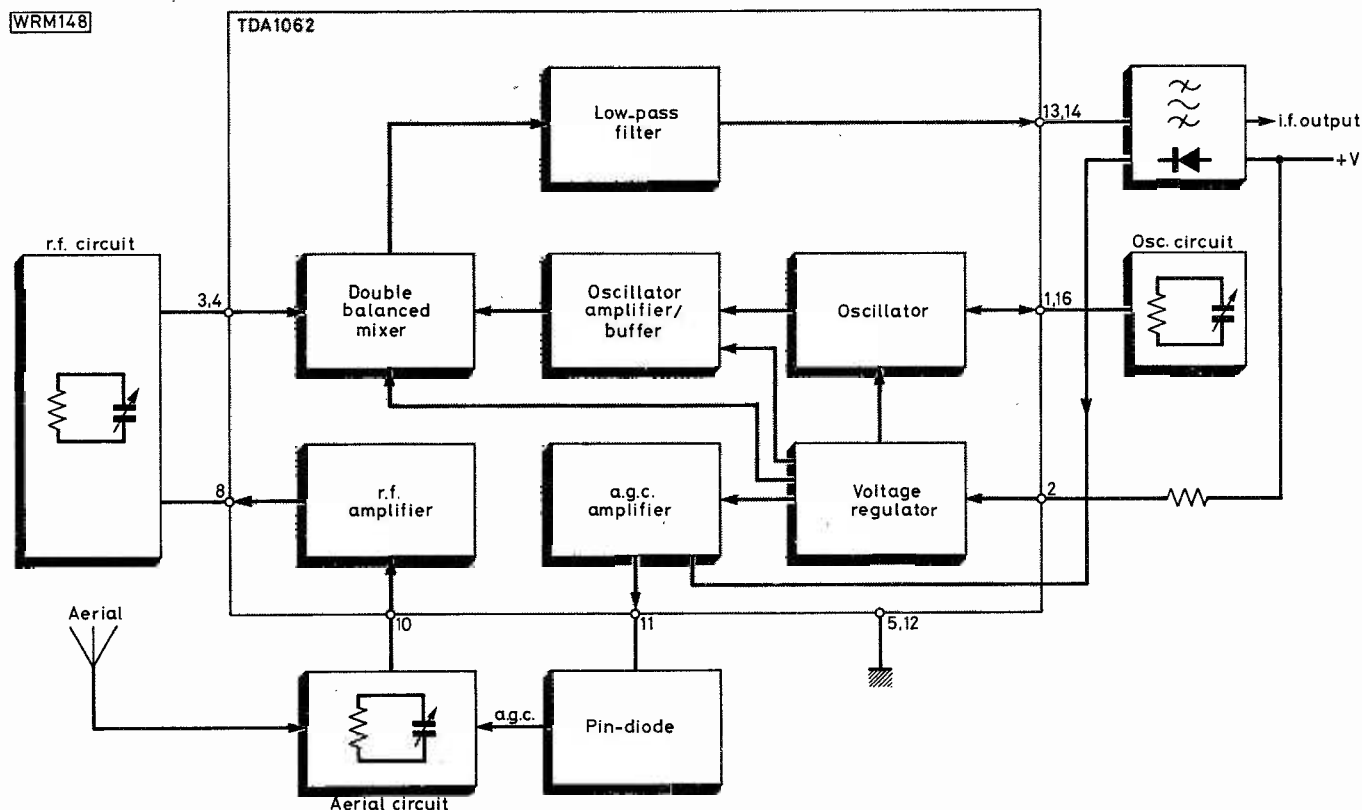 WRM148
TDA1062
Low-pass
filter
13,14
i.f. output
+V
r.f. circuit
Osc. circuit
3,4
Double
balanced
mixer
Oscillator
amplifier/
buffer
Oscillator
1,16
8
r.f.
amplifier
a.g.c.
amplifier
Voltage
regulator
2
Aerial
10
11
5,12
a.g.c.
Pin-diode
Aerial circuit